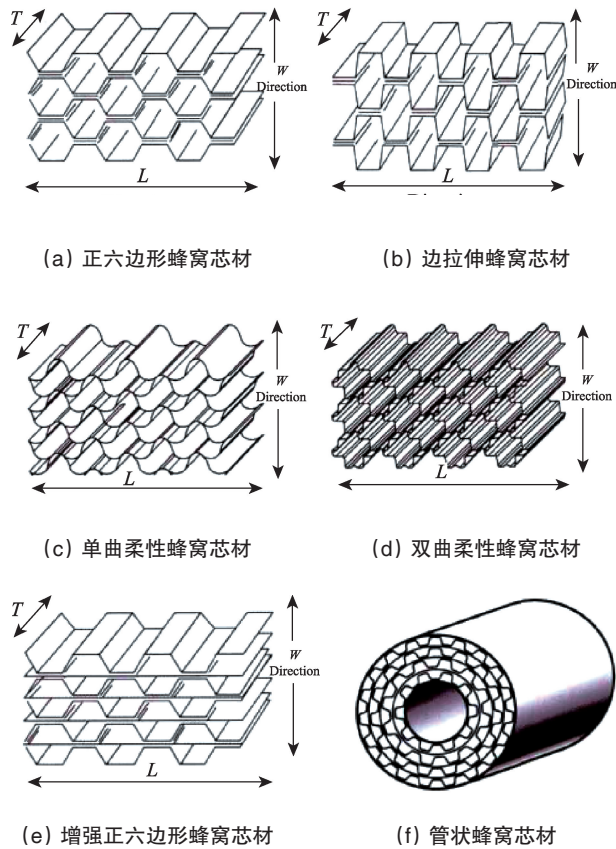 T
W
Direction
L
(a) 正六边形蜂窝芯材
T
W
Direction
L
(b) 边拉伸蜂窝芯材
T
W
Direction
L
(c) 单曲柔性蜂窝芯材
T
W
Direction
L
(d) 双曲柔性蜂窝芯材
T
W
Direction
L
(e) 增强正六边形蜂窝芯材
(f) 管状蜂窝芯材